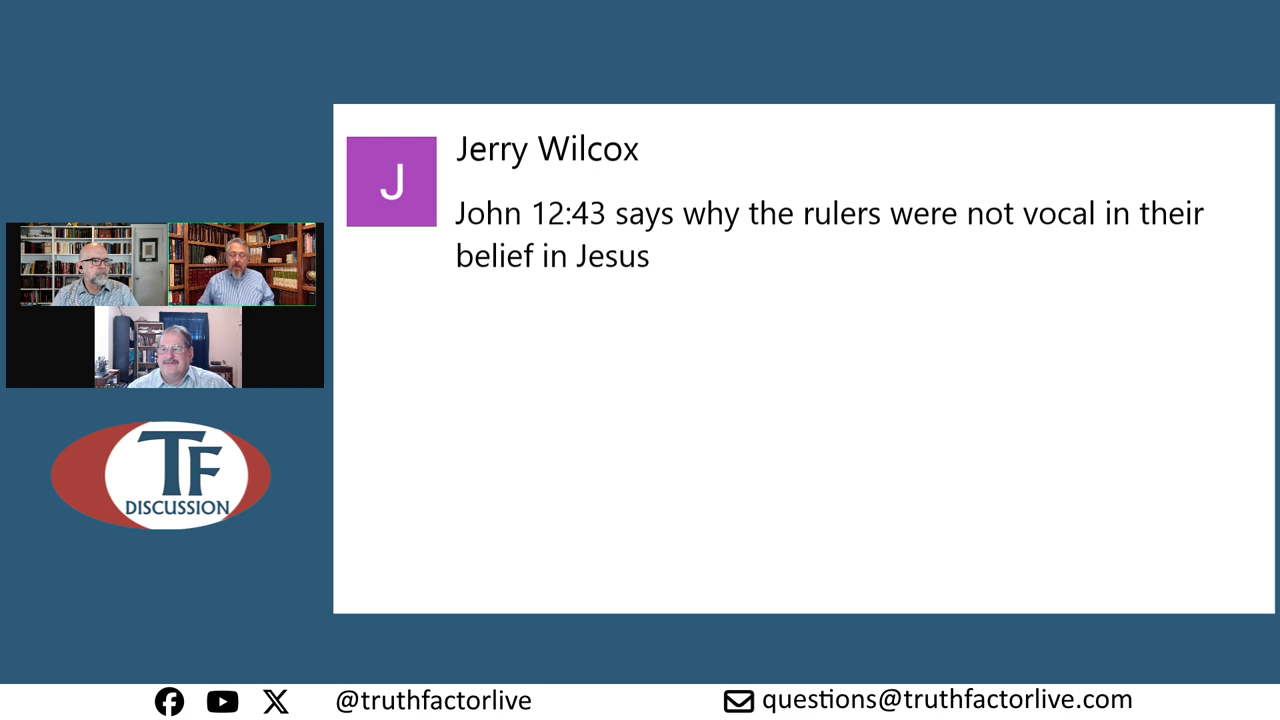 Jerry Wilcox
J
John 12:43 says why the rulers were not vocal in their
belief in Jesus
TF
DISCUSSION
@truthfactorlive
questions@truthfactorlive.com